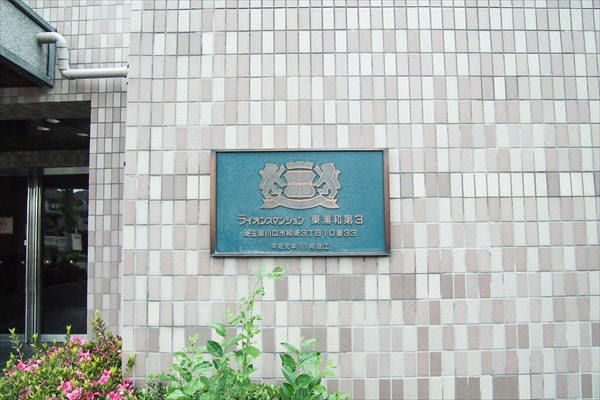 ライオンズマンション 東浦和第3
埼玉県川口市柳崎3丁目10番33
平成元年11月竣工